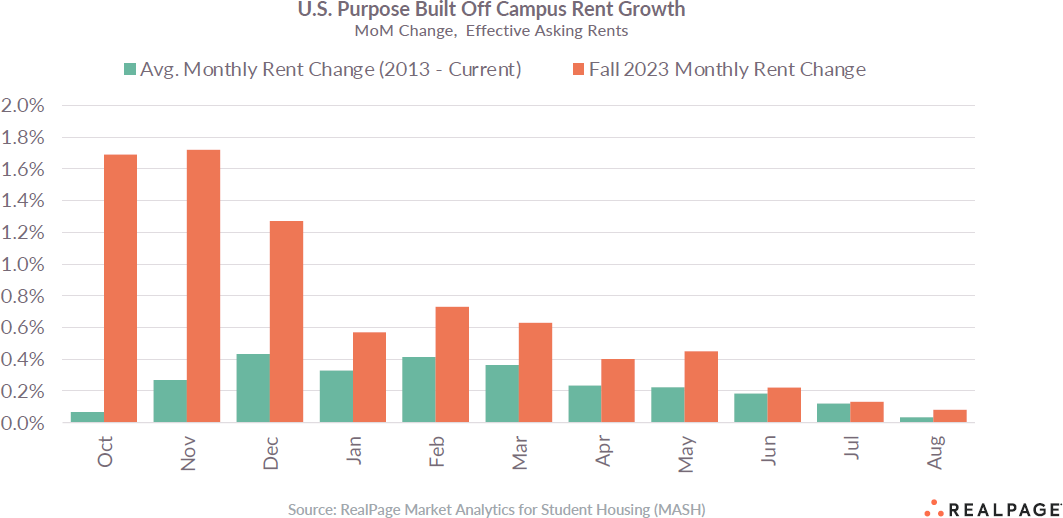 U.S. Purpose Built Off Campus Rent Growth
MoM Change, Effective Asking Rents
Avg. Monthly Rent Change (2013 - Current) Fall 2023 Monthly Rent Change
2.0%
1.8%
1.6%
1.4%
1.2%
1.0%
0.8%
0.6%
0.4%
0.2%
0.0%
Oct Nov Dec Jan Feb Mar Apr May Jun Jul Aug
Source: RealPage Market Analytics for Student Housing (MASH)
REALPAGE